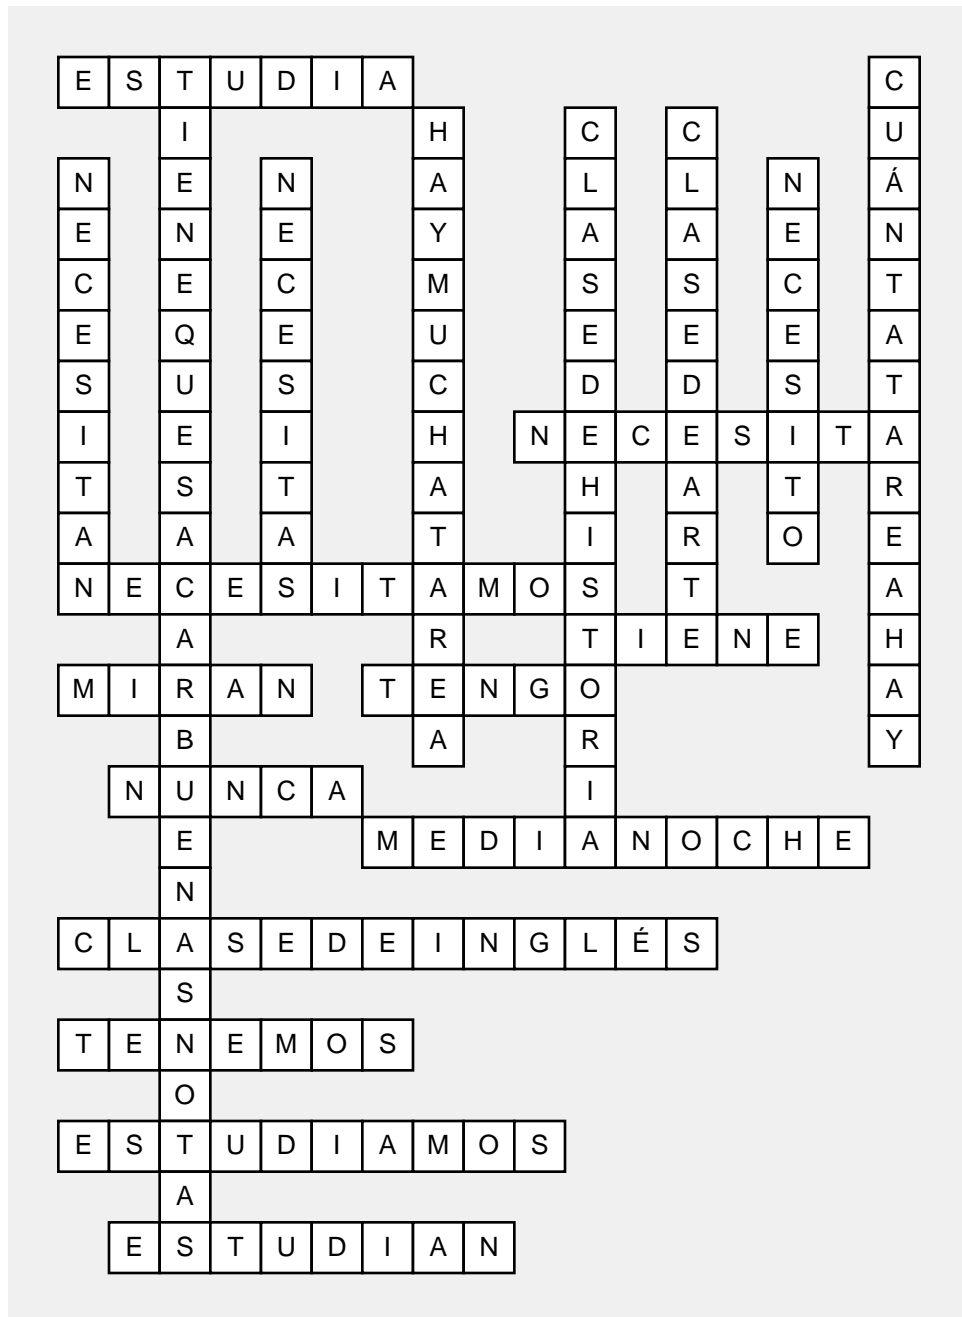 ESTUDIA
TIENEQUESACARBUENASNOTAS
CUÁNTATAREAHAY
HAYMUCHATAREA
CLASEDEHISTORIA
CLASEDEARTE
NECESITAN
NECESITAS
NECESITO
NECESITA
NECESITAMOS
TIENE
MIRAN
TENGO
NUNCA
MEDIANOCHE
CLASEDEINGLÉS
TENEMOS
ESTUDIAMOS
ESTUDIAN